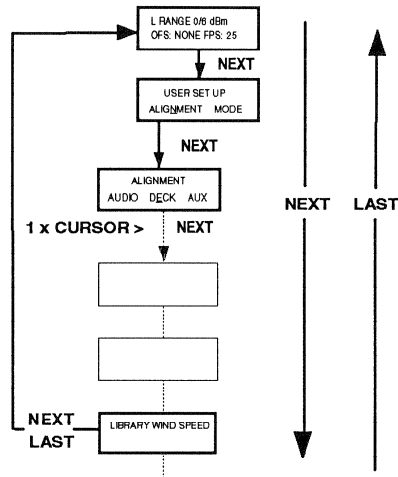 L RANGE 0/6 dBm
OFS: NONE FPS: 25
NEXT
USER SET UP
ALIGNMENT MODE
NEXT
ALIGNMENT
AUDIO DECK AUX
1 x CURSOR > NEXT
NEXT LAST
NEXT
LAST
LIBRARY WIND SPEED